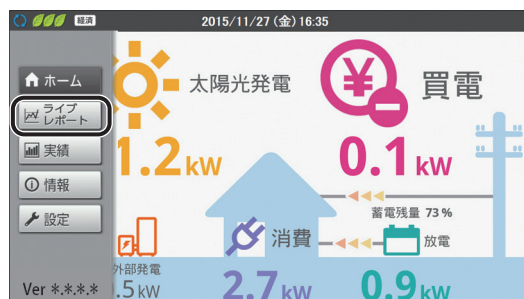 経済
2015/11/27 (金) 16:35
ホーム
ライブ
レポート
実績
情報
設定
Ver *.*.*.*
太陽光発電
1.2 kW
買電
0.1 kW
蓄電残量 73 %
消費
放電
外部発電
.5 kW
2.7 kW
0.9 kW